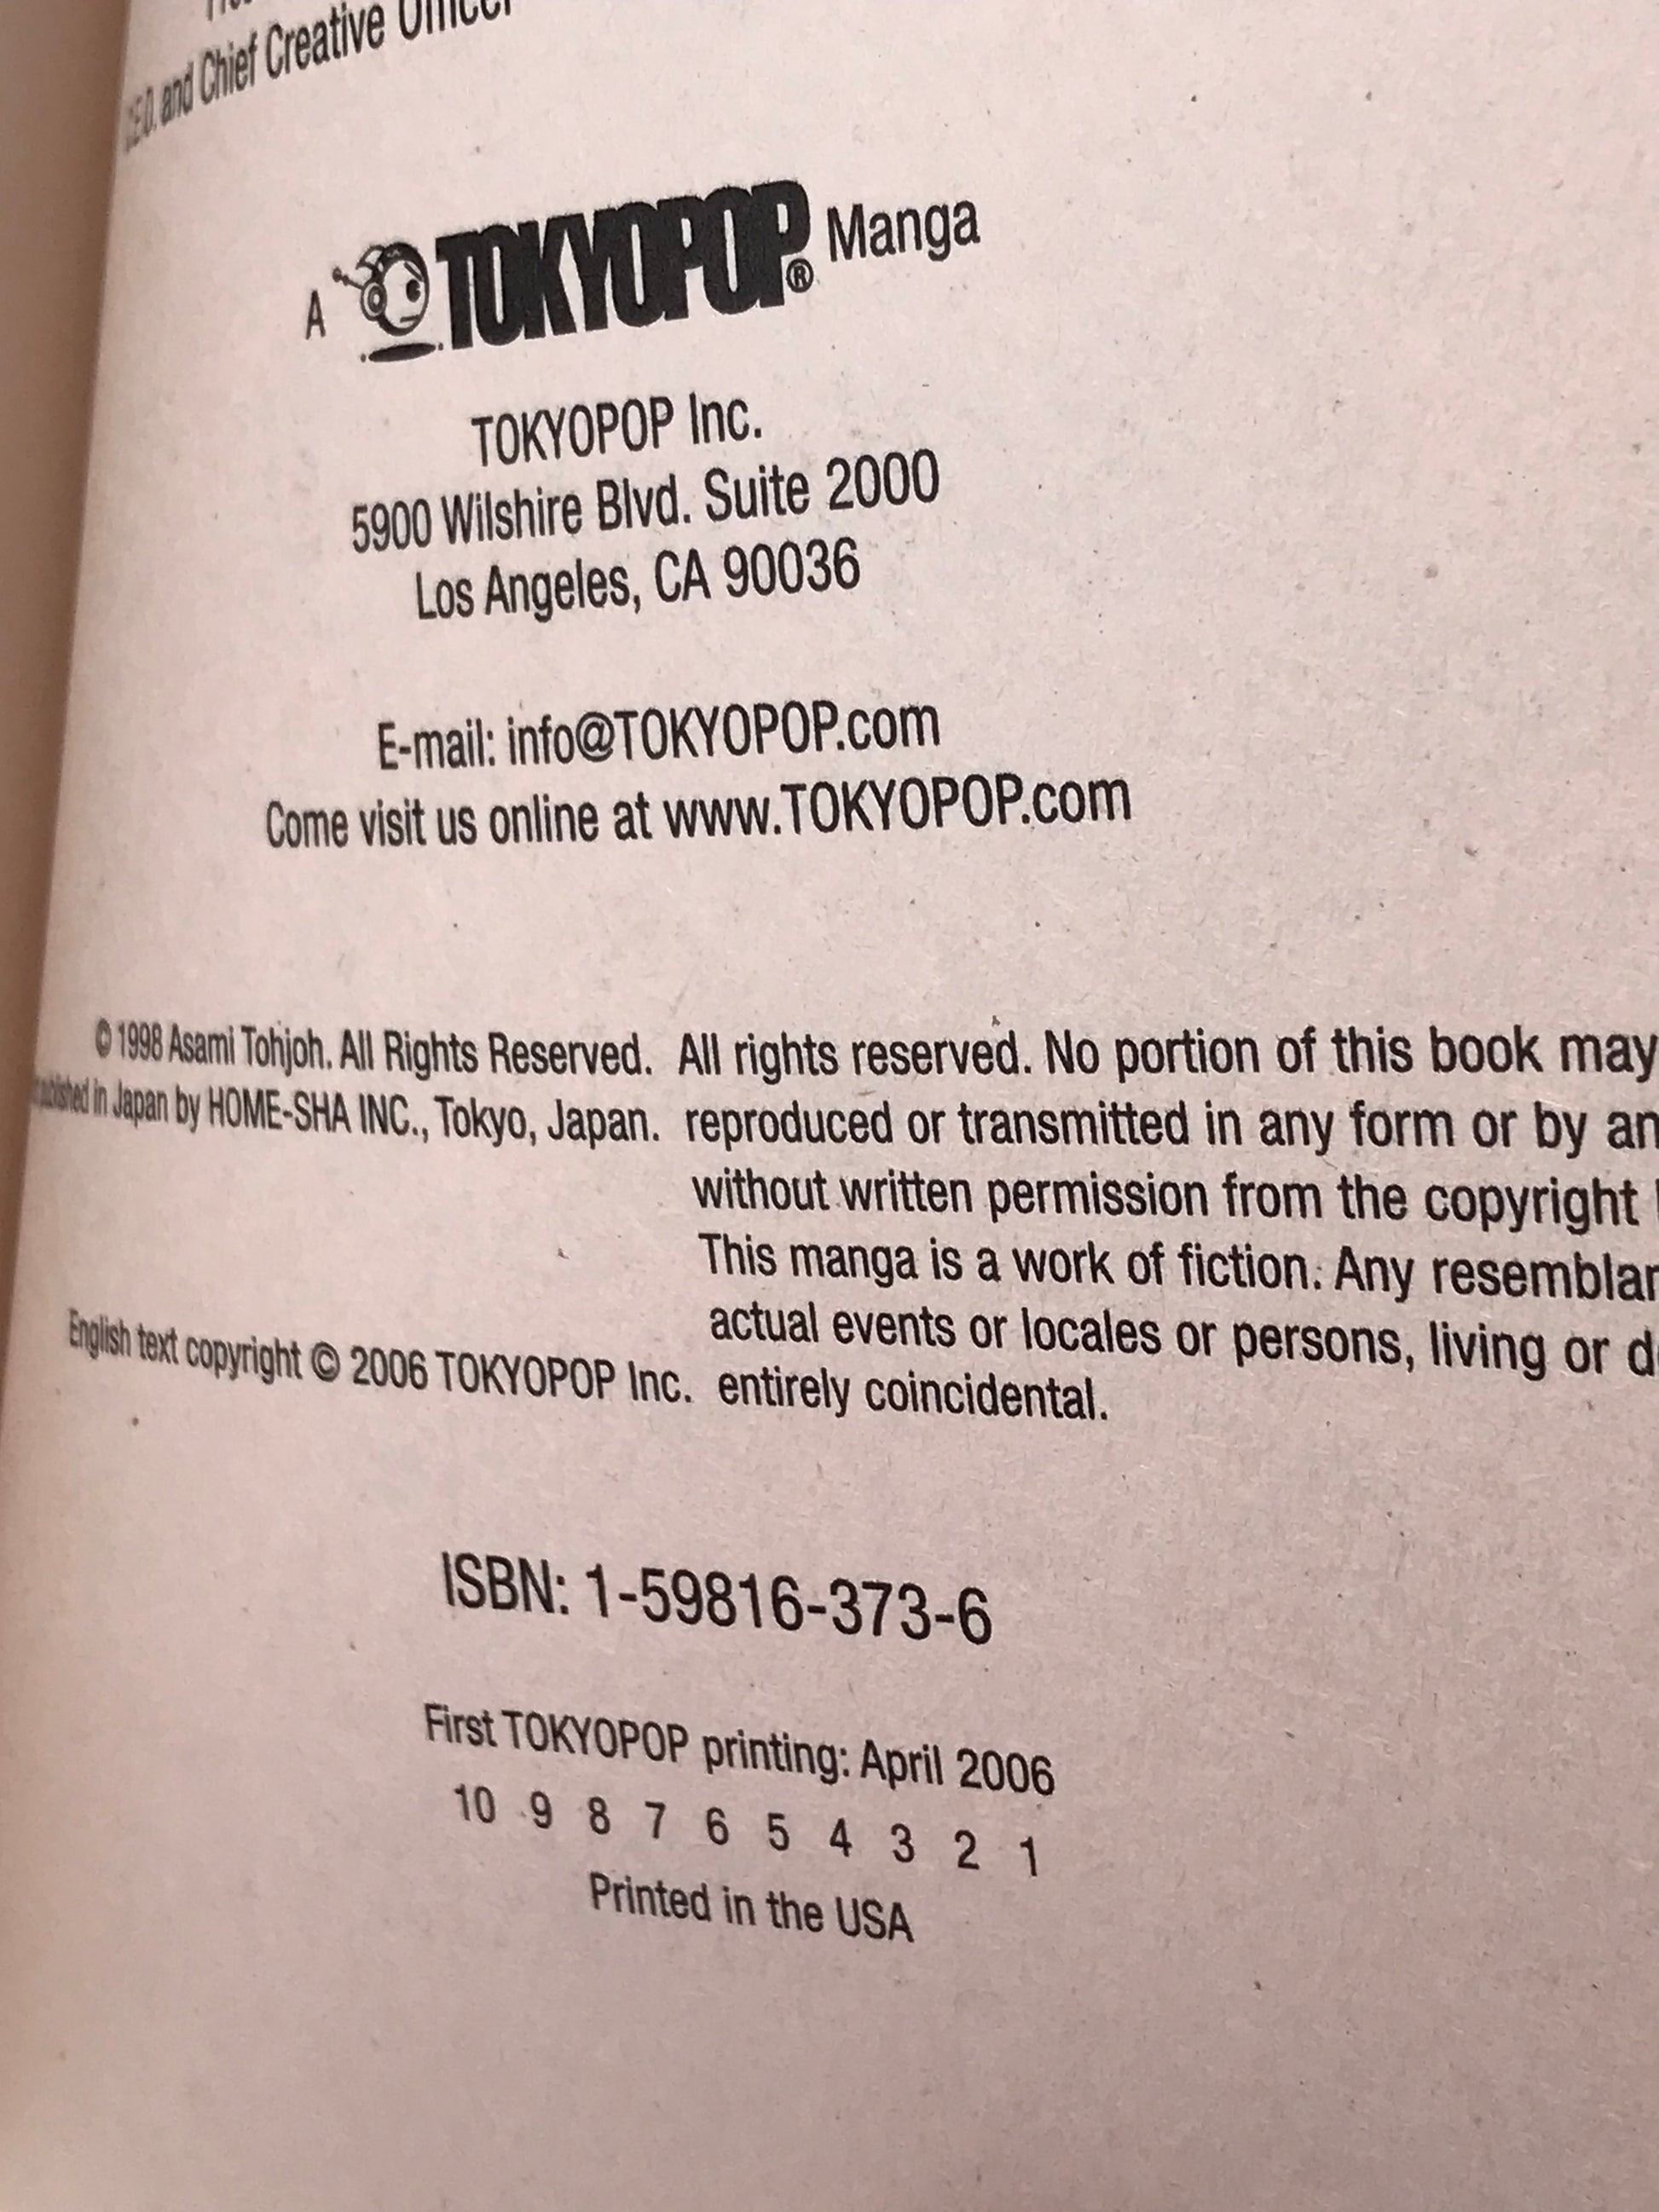 and Chief Creative Officer
A TOKYOPOP® Manga
TOKYOPOP Inc.
5900 Wilshire Blvd. Suite 2000
Los Angeles, CA 90036
E-mail: info@TOKYOPOP.com
Come visit us online at www.TOKYOPOP.com
© 1998 Asami Tohjoh. All Rights Reserved. All rights reserved. No portion of this book may
in Japan by HOME-SHA INC., Tokyo, Japan. reproduced or transmitted in any form or by an
without written permission from the copyright
This manga is a work of fiction. Any resemblan
actual events or locales or persons, living or d
English text copyright © 2006 TOKYOPOP Inc. entirely coincidental.
ISBN: 1-59816-373-6
First TOKYOPOP printing: April 2006
10 9 8 7 6 5 4 3 2 1
Printed in the USA